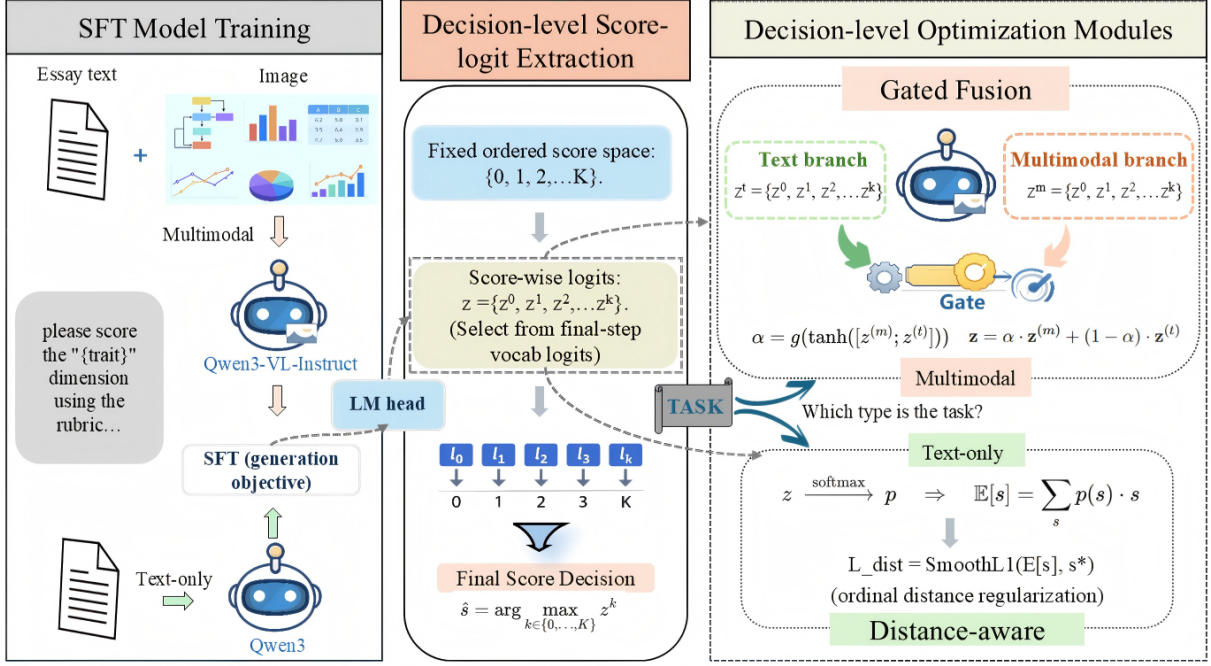 SFT Model Training
Essay text
Image
+
Multimodal
Qwen3-VL-Instruct
please score
the "{trait}"
dimension
using the
rubric…
SFT (generation
objective)
Text-only
Qwen3
LM head
Decision-level Score-
logit Extraction
Fixed ordered score space:
{0, 1, 2,…K}.
Score-wise logits:
z ={z⁰, z¹, z²,…zᵏ}.
(Select from final-step
vocab logits)
l₀ l₁ l₂ l₃ lₖ
0 1 2 3 K
Final Score Decision
ŝ = arg max z^k
k∈{0,…,K}
Decision-level Optimization Modules
Gated Fusion
Text branch
zᵗ = {z⁰, z¹, z²,…zᵏ}
Multimodal branch
zᵐ = {z⁰, z¹, z²,…zᵏ}
Gate
α = g(tanh([z^(m); z^(t)])) z = α · z^(m) + (1 − α) · z^(t)
Multimodal
TASK
Which type is the task?
Text-only
z softmax→ p ⇒ 𝔼[s] = ∑ₛ p(s) · s
L_dist = SmoothL1(E[s], s*)
(ordinal distance regularization)
Distance-aware